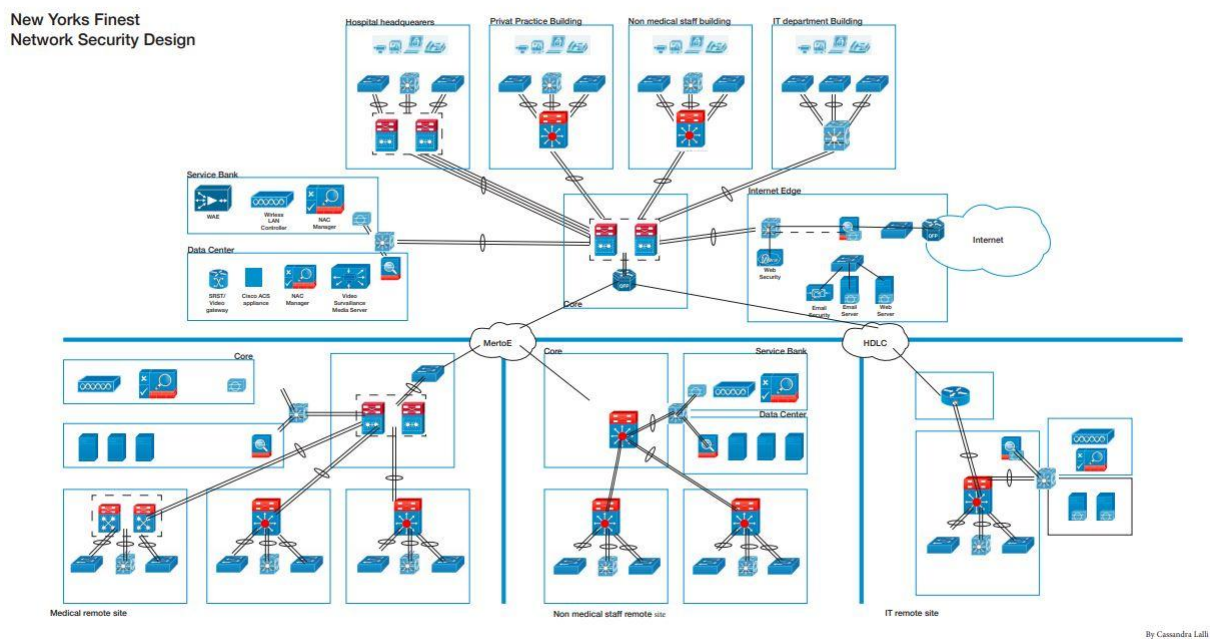 New Yorks Finest
Network Security Design
Hospital headquearers
Privat Practice Building
Non medical staff building
IT department Building
Service Bank
WAE
Wirless
LAN
Controller
NAC
Manager
Data Center
SRST/
Video
gateway
Cisco ACS
appliance
NAC
Manager
Video
Survaillance
Media Server
Core
Internet Edge
Web
Security
Email
Security
Email
Server
Web
Server
Internet
MertoE
HDLC
Core
Medical remote site
Core
Service Bank
Data Center
Non medical staff remote site
IT remote site
By Cassandra Lalli